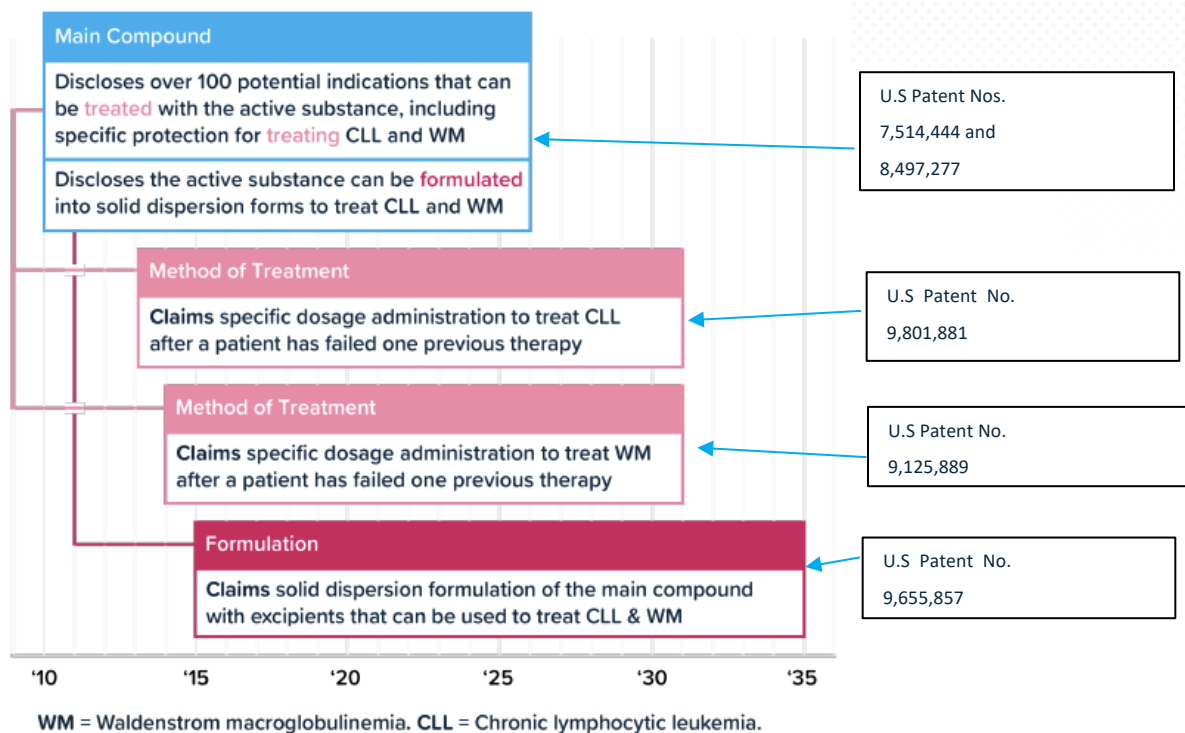 Main Compound
Discloses over 100 potential indications that can
be treated with the active substance, including
specific protection for treating CLL and WM
Discloses the active substance can be formulated
into solid dispersion forms to treat CLL and WM
U.S Patent Nos.
7,514,444 and
8,497,277
Method of Treatment
Claims specific dosage administration to treat CLL
after a patient has failed one previous therapy
U.S Patent No.
9,801,881
Method of Treatment
Claims specific dosage administration to treat WM
after a patient has failed one previous therapy
U.S Patent No.
9,125,889
Formulation
Claims solid dispersion formulation of the main compound
with excipients that can be used to treat CLL & WM
U.S Patent No.
9,655,857
‘10 ‘15 ‘20 ‘25 ‘30 ‘35
WM = Waldenstrom macroglobulinemia. CLL = Chronic lymphocytic leukemia.